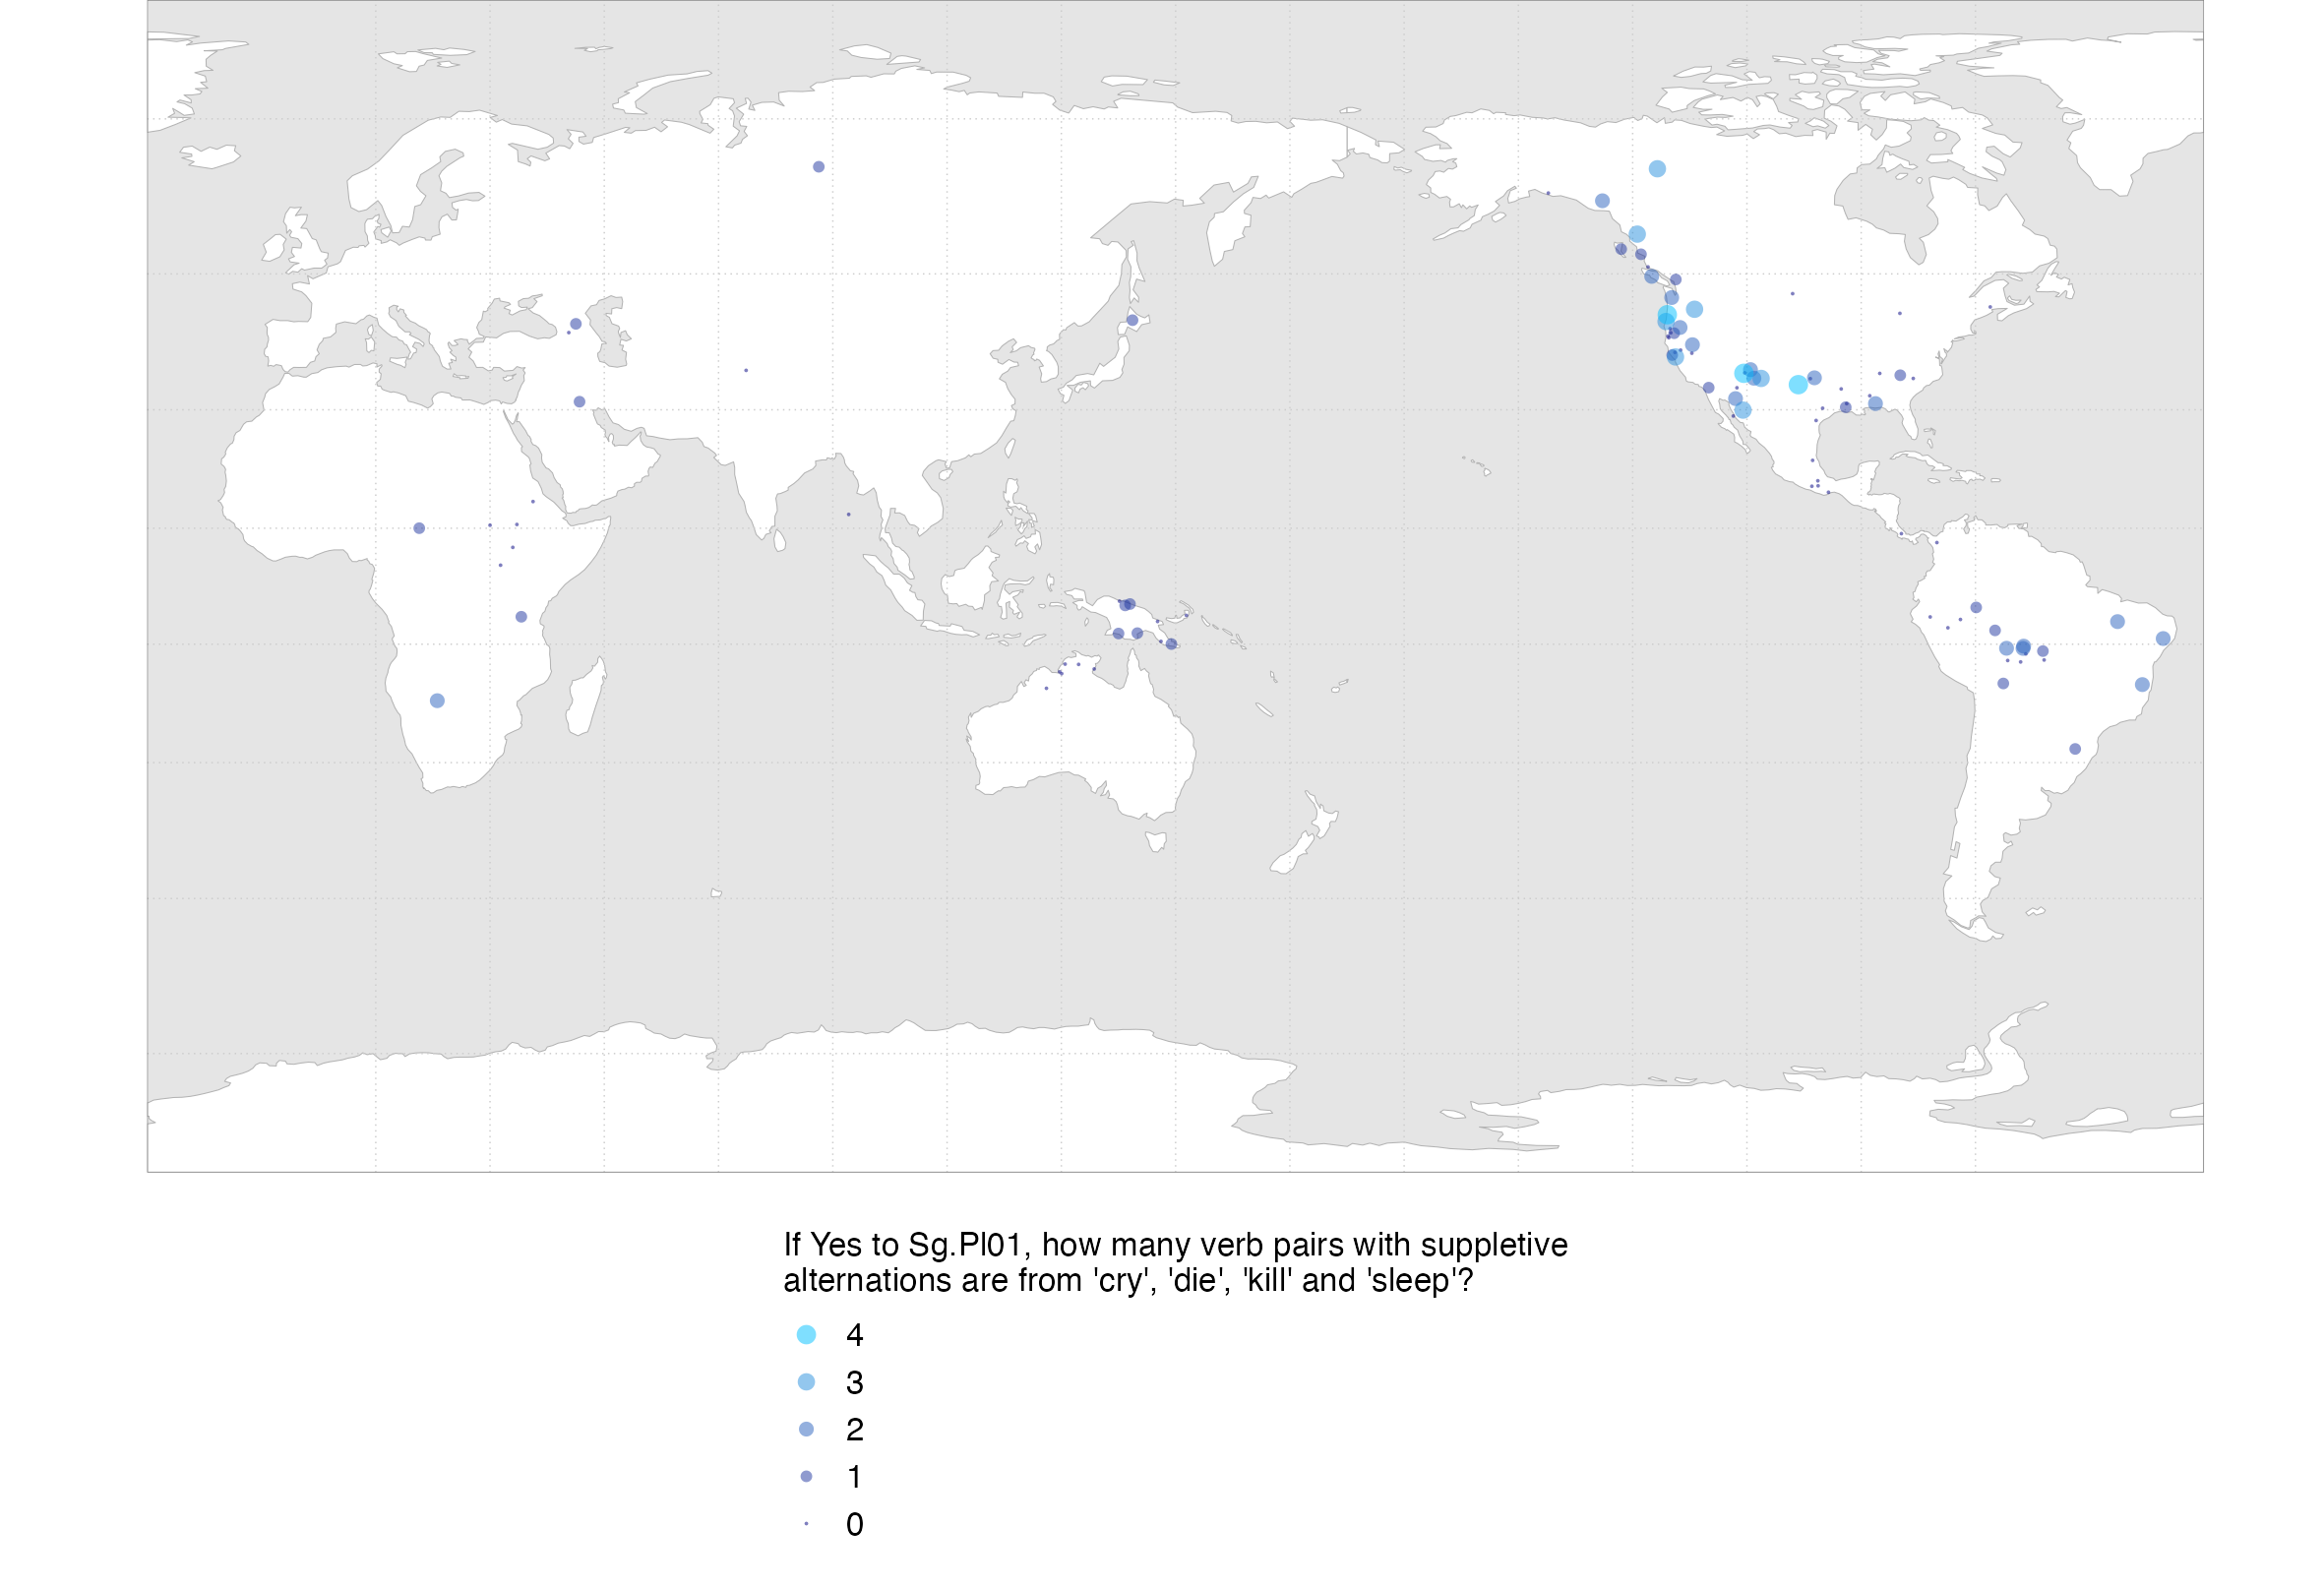 If Yes to Sg.Pl01, how many verb pairs with suppletive
alternations are from 'cry', 'die', 'kill' and 'sleep'?
4
3
2
1
0